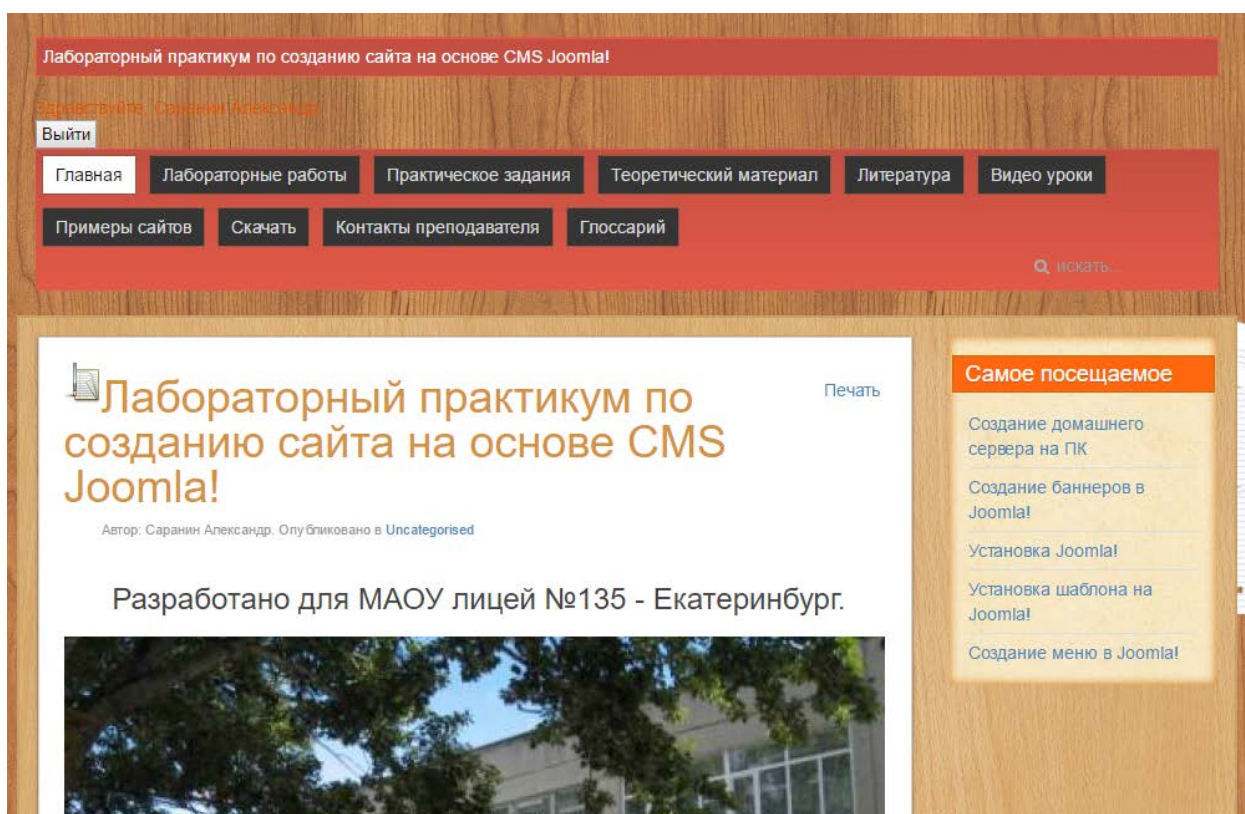 Лабораторный практикум по созданию сайта на основе CMS Joomla!
Здравствуйте, Саранин Александр
Выйти
Главная Лабораторные работы Практическое задания Теоретический материал Литература Видео уроки
Примеры сайтов Скачать Контакты преподавателя Глоссарий
искать...
Лабораторный практикум по
созданию сайта на основе CMS
Joomla!
Печать
Автор: Саранин Александр. Опубликовано в Uncategorised
Разработано для МАОУ лицей №135 - Екатеринбург.
Самое посещаемое
Создание домашнего
сервера на ПК
Создание баннеров в
Joomla!
Установка Joomla!
Установка шаблона на
Joomla!
Создание меню в Joomla!